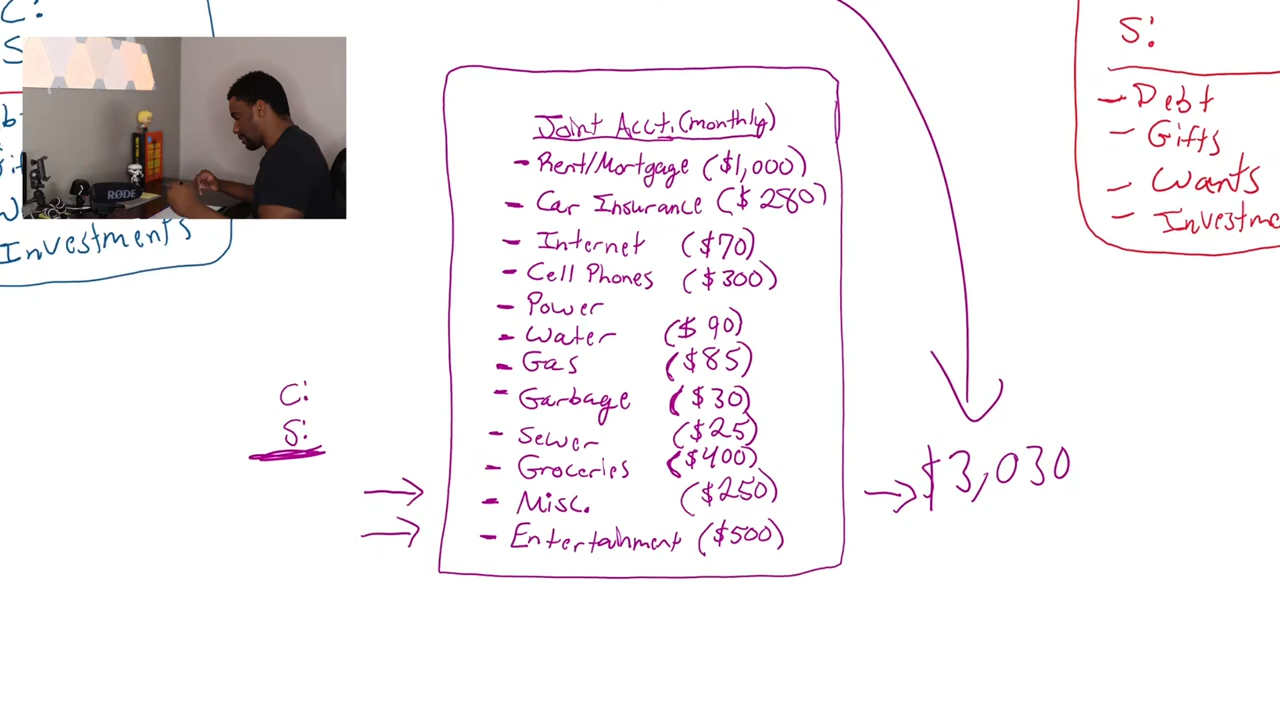 C:
S
RØDE
Investments
Joint Acct. (monthly)
- Rent/Mortgage ($1,000)
- Car Insurance ($280)
- Internet ($70)
- Cell Phones ($300)
- Power
- Water ($90)
- Gas ($85)
- Garbage ($30)
- Sewer ($25)
- Groceries ($400)
- Misc. ($250)
- Entertainment ($500)
C:
S:
$3,030
S:
- Debt
- Gifts
- Wants
- Investme